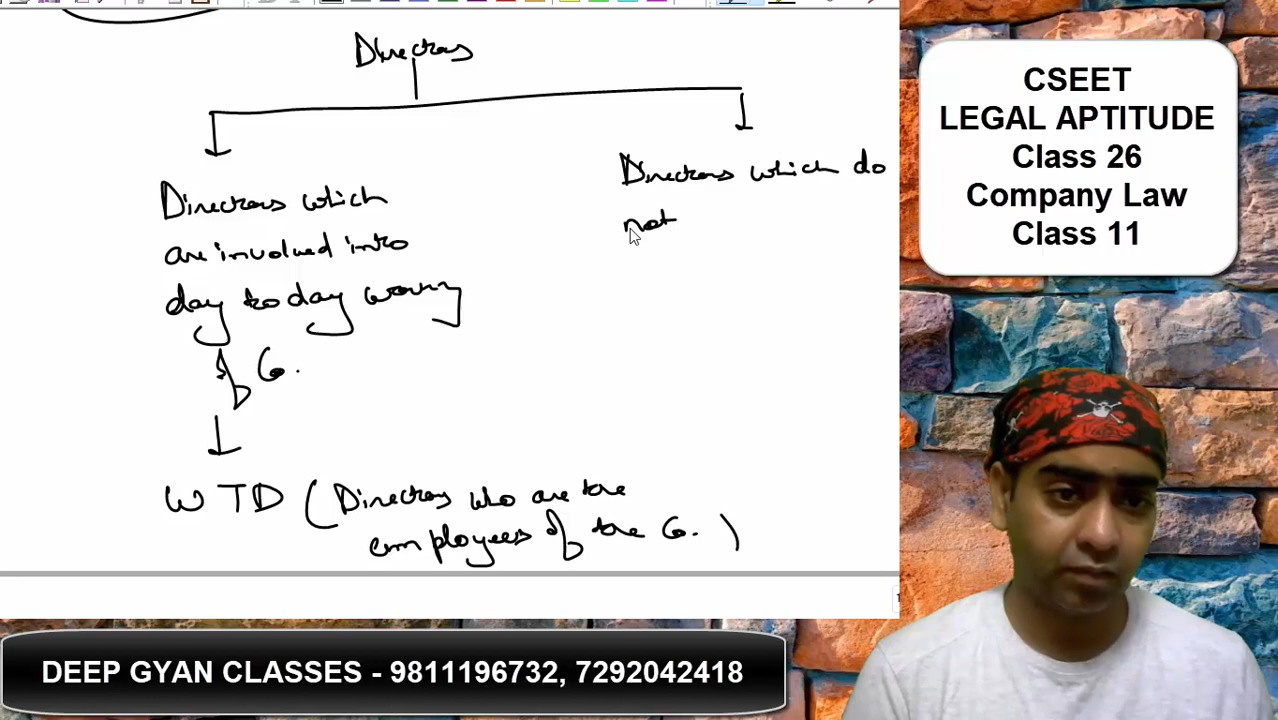 Directors
Directors which
are involved into
day to day working
of Co.
WTD (Directors who are the
employees of the Co.)
Directors which do
not
CSEET
LEGAL APTITUDE
Class 26
Company Law
Class 11
DEEP GYAN CLASSES - 9811196732, 7292042418